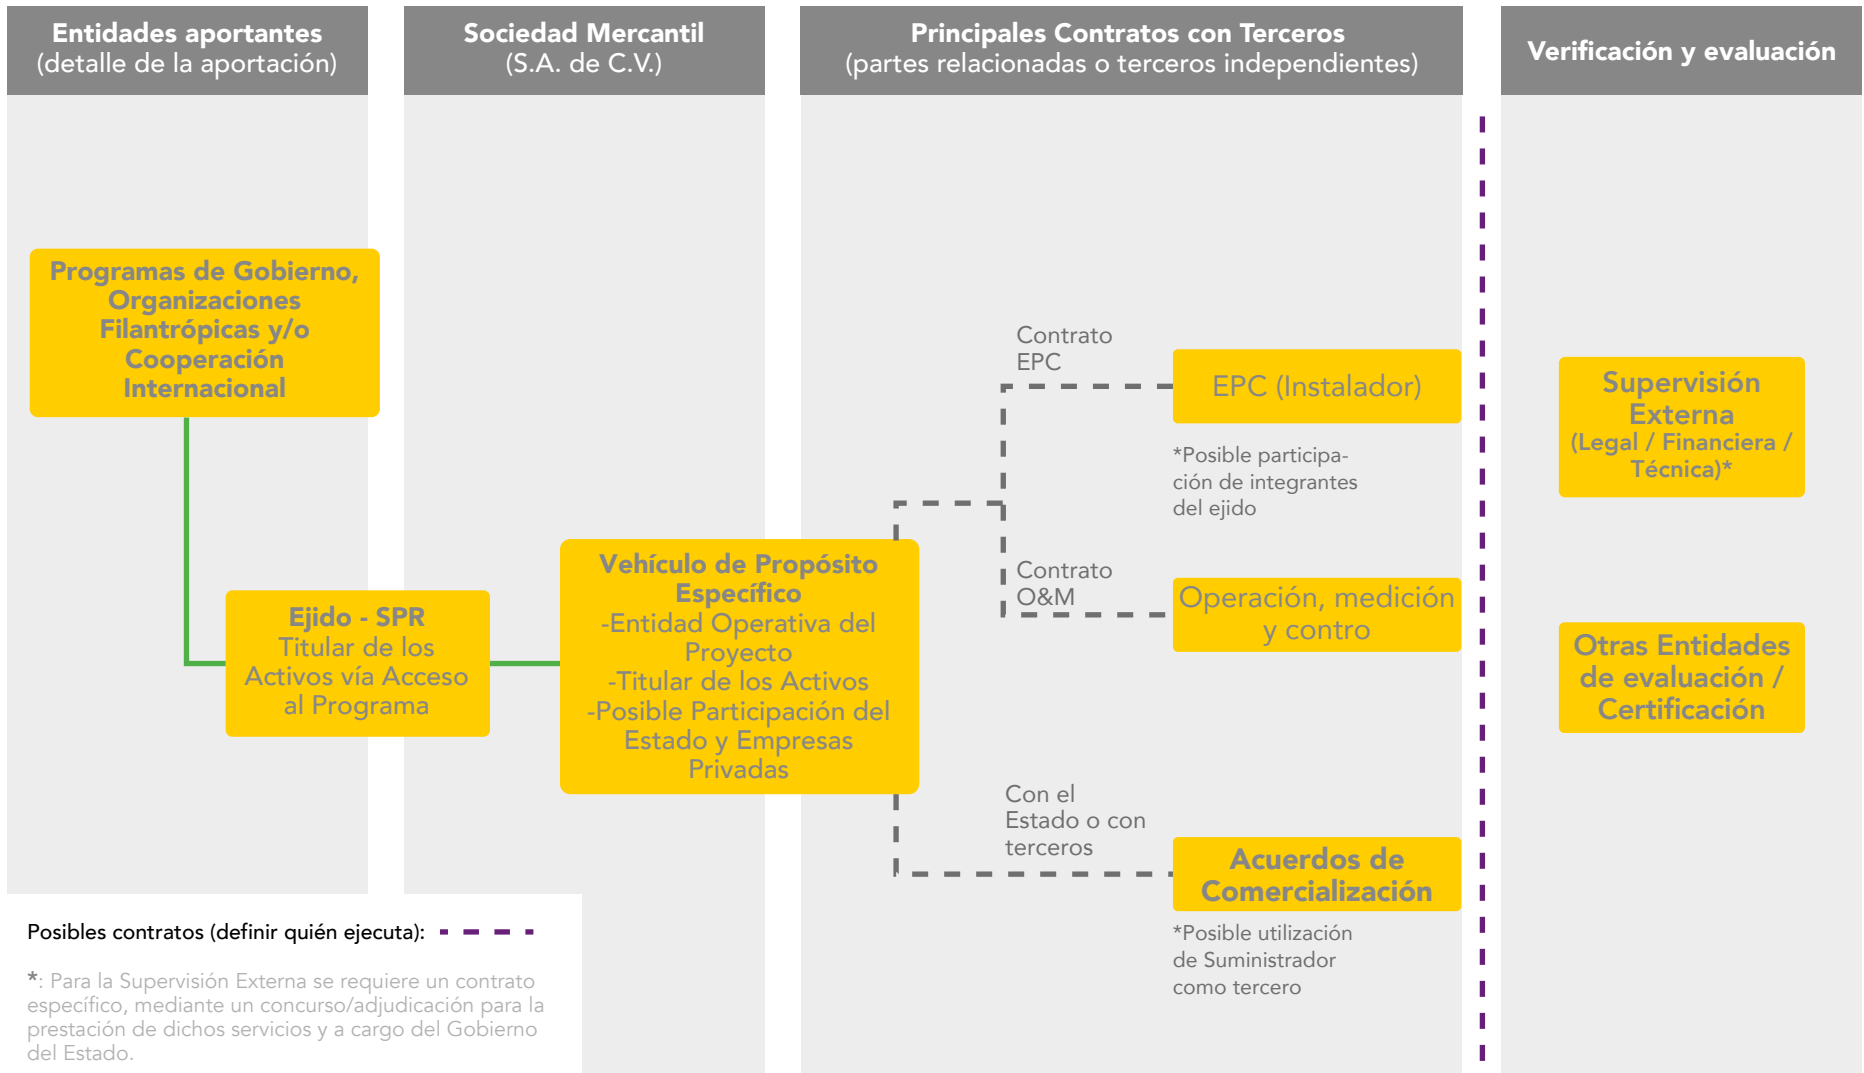 Entidades aportantes
(detalle de la aportación)
Sociedad Mercantil
(S.A. de C.V.)
Principales Contratos con Terceros
(partes relacionadas o terceros independientes)
Verificación y evaluación
Programas de Gobierno,
Organizaciones
Filantrópicas y/o
Cooperación
Internacional
Ejido - SPR
Titular de los
Activos vía Acceso
al Programa
Vehículo de Propósito
Específico
-Entidad Operativa del
Proyecto
-Titular de los Activos
-Posible Participación del
Estado y Empresas
Privadas
Contrato
EPC
EPC (Instalador)
*Posible participa-
ción de integrantes
del ejido
Contrato
O&M
Operación, medición
y contro
Con el
Estado o con
terceros
Acuerdos de
Comercialización
*Posible utilización
de Suministrador
como tercero
Supervisión
Externa
(Legal / Financiera /
Técnica)*
Otras Entidades
de evaluación /
Certificación
Posibles contratos (definir quién ejecuta):
*: Para la Supervisión Externa se requiere un contrato
específico, mediante un concurso/adjudicación para la
prestación de dichos servicios y a cargo del Gobierno
del Estado.